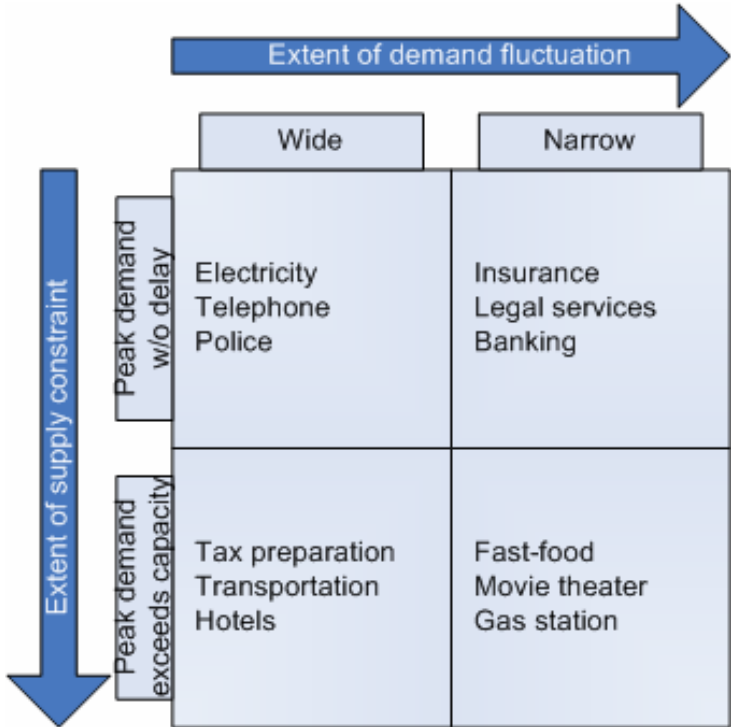 Extent of demand fluctuation
Wide
Narrow
Extent of supply constraint
Peak demand
w/o delay
Electricity
Telephone
Police
Insurance
Legal services
Banking
Peak demand
exceeds capacity
Tax preparation
Transportation
Hotels
Fast-food
Movie theater
Gas station